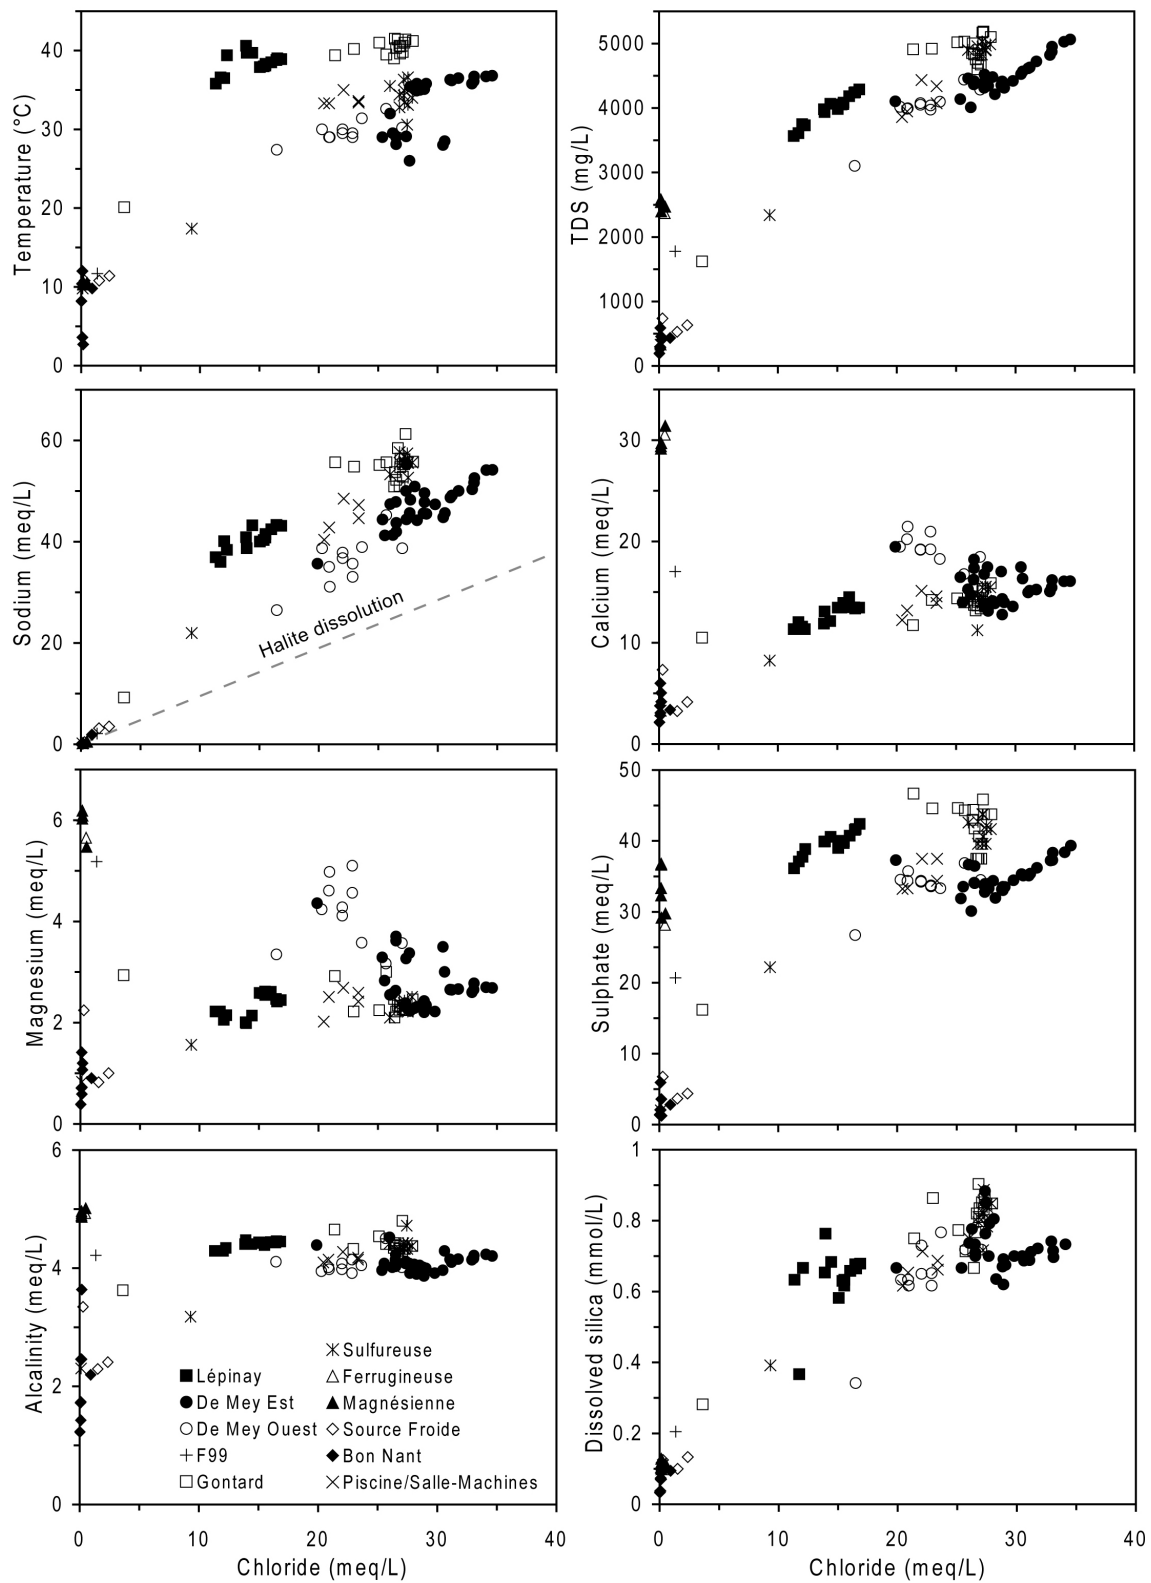 40
30
20
10
0
Temperature (°C)
5000
4000
3000
2000
1000
0
TDS (mg/L)
60
40
20
0
Sodium (meq/L)
Halite dissolution
30
20
10
0
Calcium (meq/L)
6
4
2
0
Magnesium (meq/L)
50
40
30
20
10
0
Sulphate (meq/L)
6
4
2
0
Alcalinity (meq/L)
Sulfureuse
Lépinay
Ferrugineuse
De Mey Est
Magnésienne
De Mey Ouest
Source Froide
F99
Bon Nant
Gontard
Piscine/Salle-Machines
0 10 20 30 40
Chloride (meq/L)
1
0.8
0.6
0.4
0.2
0
Dissolved silica (mmol/L)
0 10 20 30 40
Chloride (meq/L)